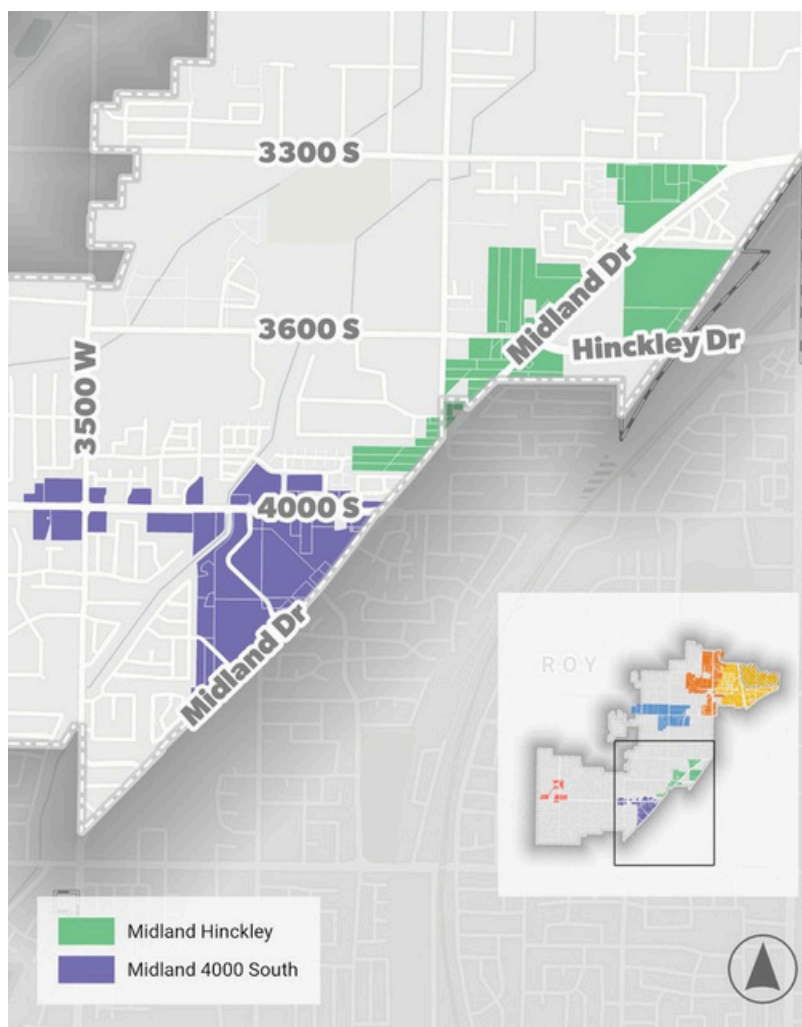 3300 S
Midland Dr
3600 S
Hinckley Dr
3500 W
4000 S
Midland Dr
ROY
Midland Hinckley
Midland 4000 South